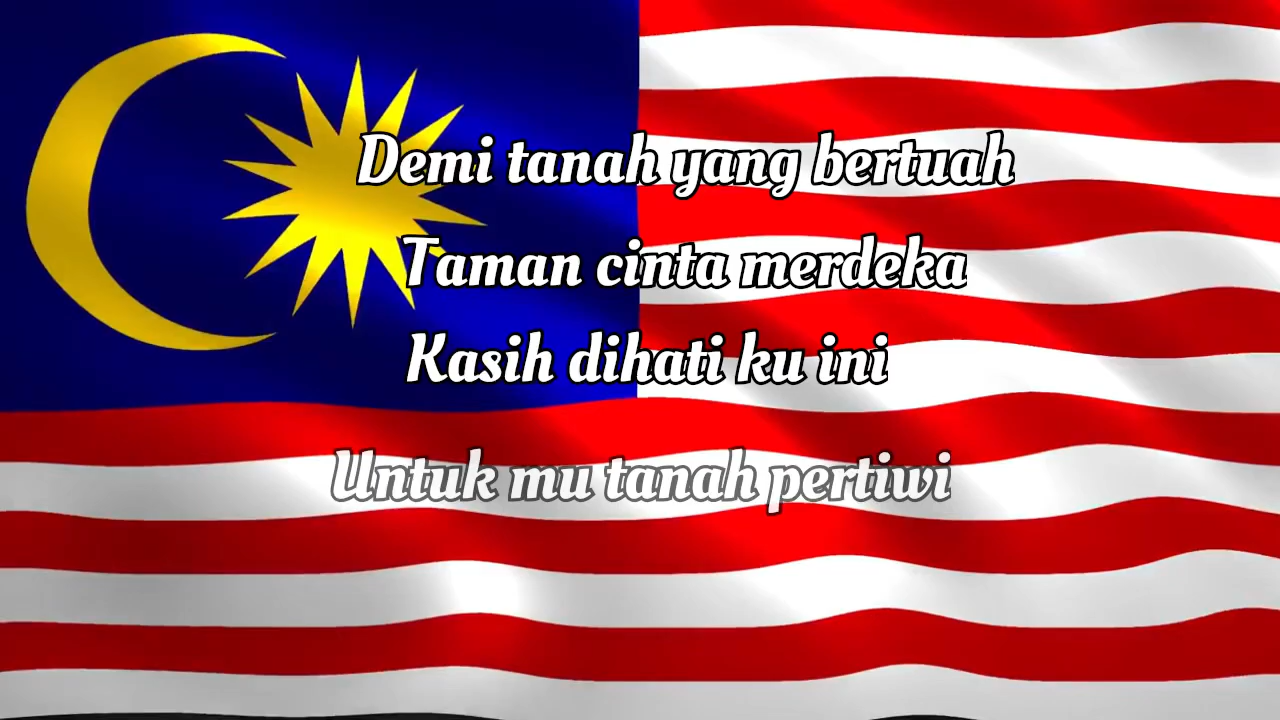 Demi tanah yang bertuah
Taman cinta merdeka
Kasih dihati ku ini
Untuk mu tanah pertiwi